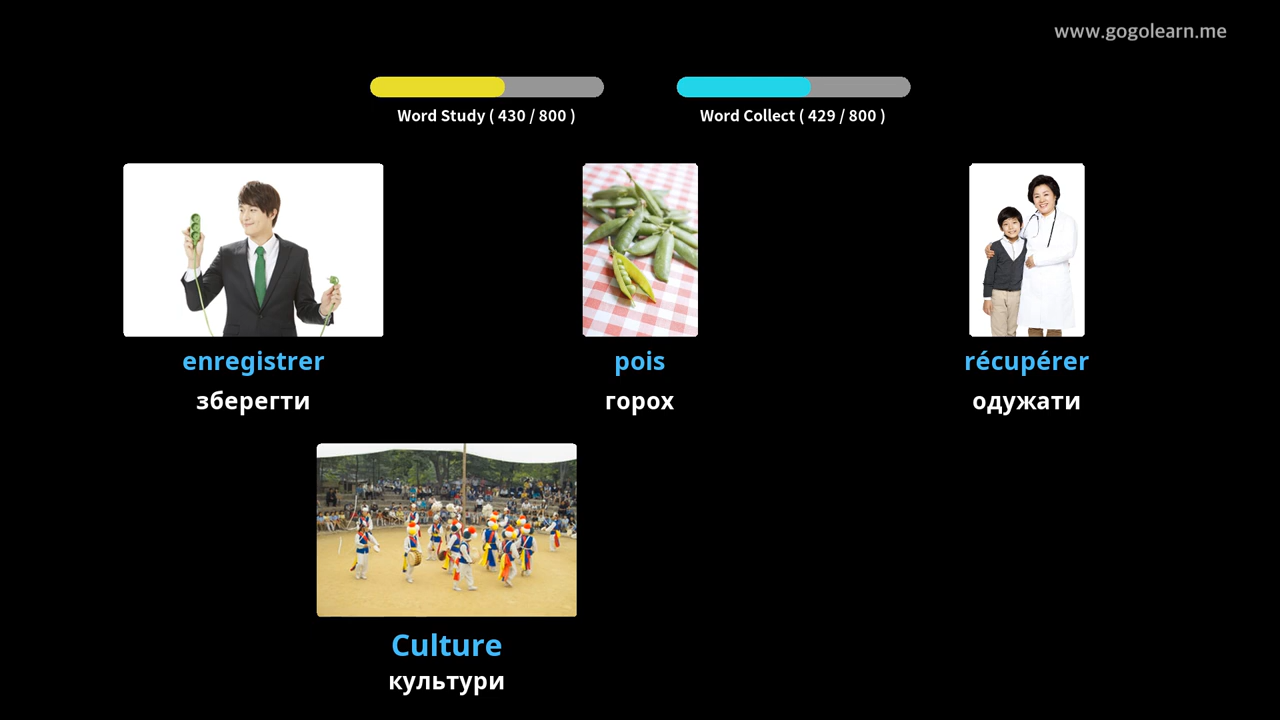 www.gogolearn.me
Word Study ( 430 / 800 )
Word Collect ( 429 / 800 )
enregistrer
зберегти
pois
горох
récupérer
одужати
Culture
культури